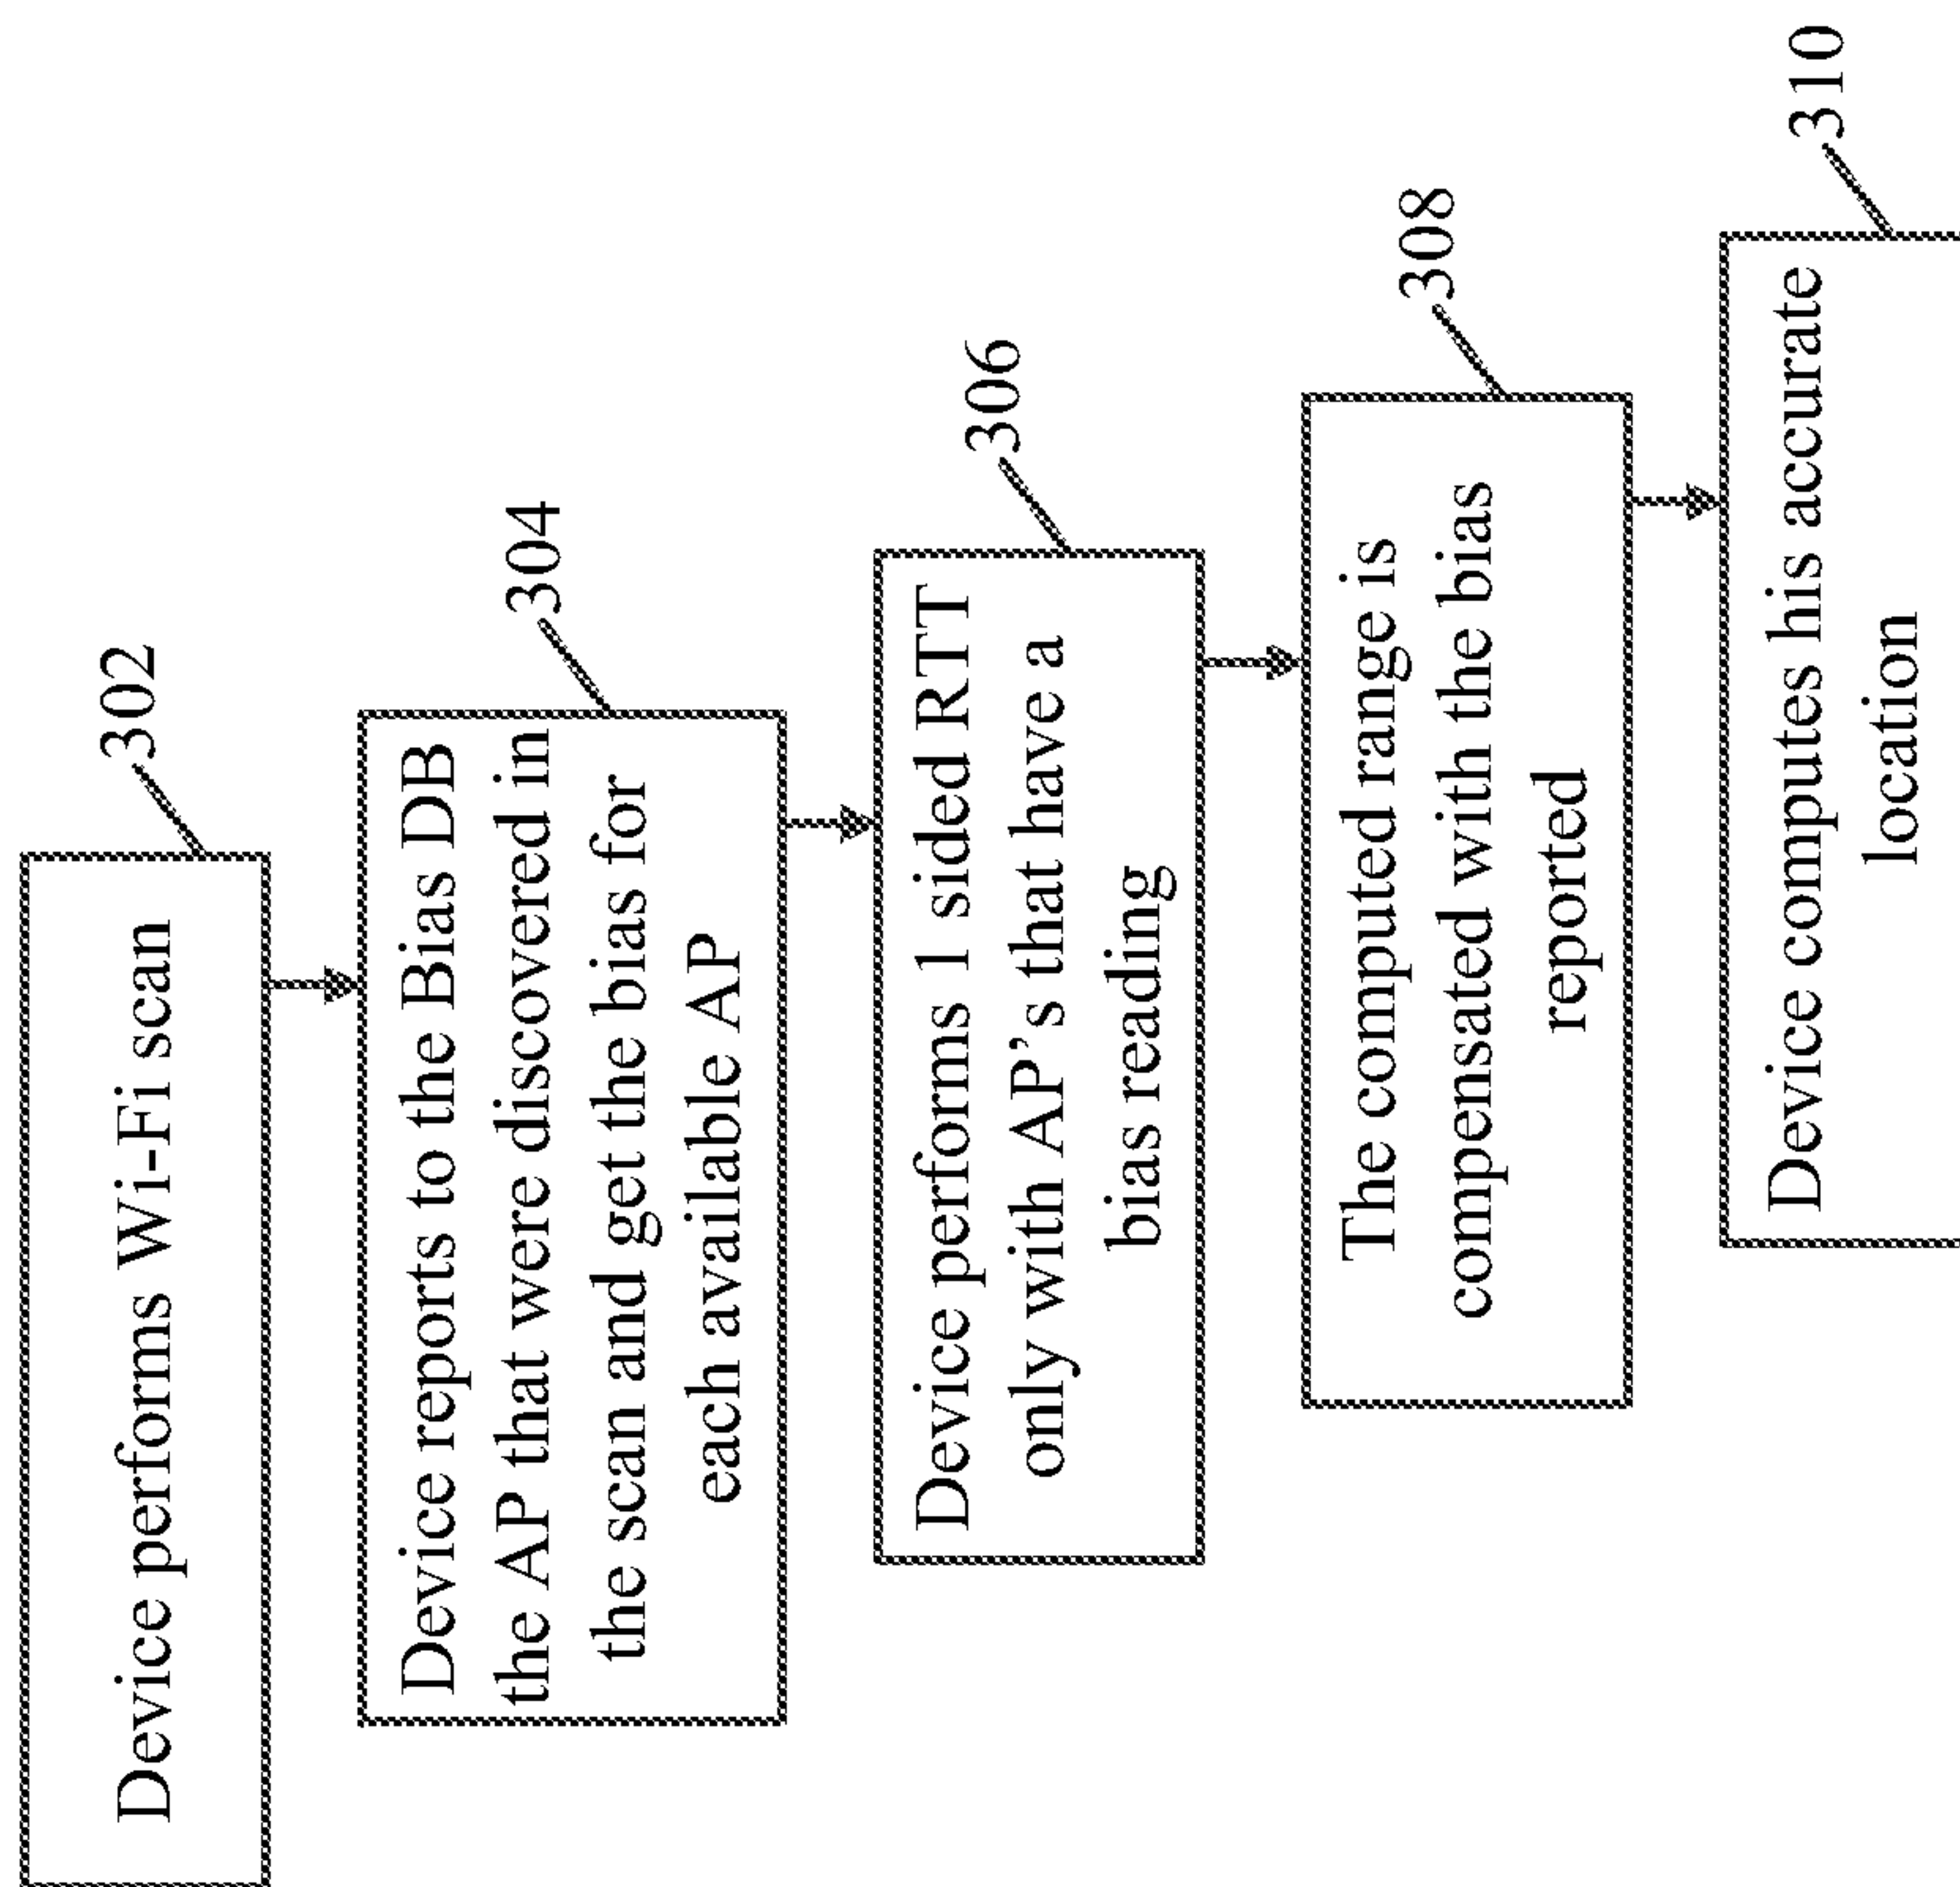 302
Device performs Wi-Fi scan
304
Device reports to the Bias DB
the AP that were discovered in
the scan and get the bias for
each available AP
306
Device performs 1 sided RTT
only with AP's that have a
bias reading
308
The computed range is
compensated with the bias
reported
310
Device computes his accurate
location